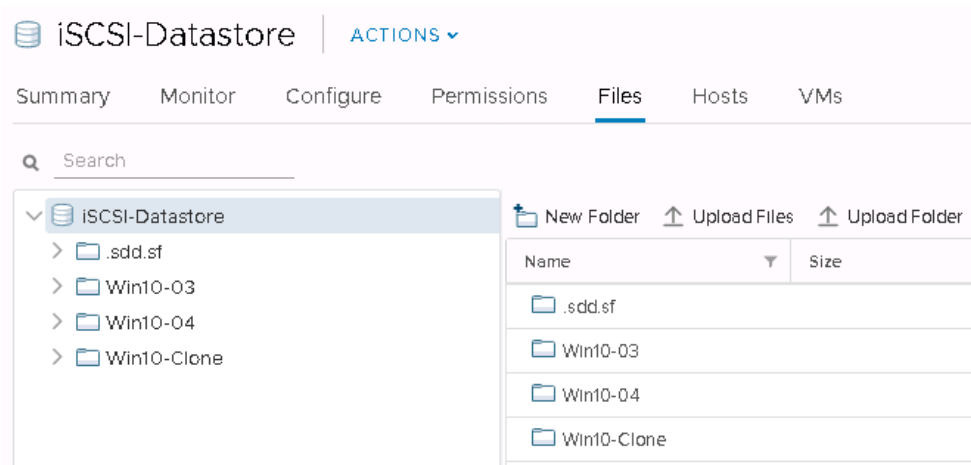 iSCSI-Datastore ACTIONS
Summary Monitor Configure Permissions Files Hosts VMs
Search
iSCSI-Datastore
.sdd.sf
Win10-03
Win10-04
Win10-Clone
New Folder Upload Files Upload Folder
Name Size
.sdd.sf
Win10-03
Win10-04
Win10-Clone